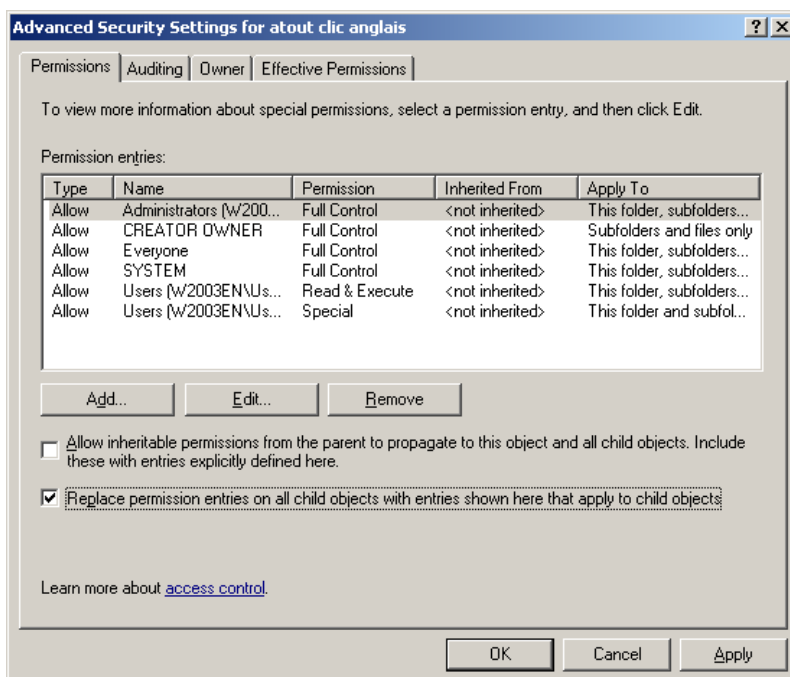 Advanced Security Settings for atout clic anglais
Permissions Auditing Owner Effective Permissions
To view more information about special permissions, select a permission entry, and then click Edit.
Permission entries:
Type Name Permission Inherited From Apply To
Allow Administrators (W200... Full Control <not inherited> This folder, subfolders...
Allow CREATOR OWNER Full Control <not inherited> Subfolders and files only
Allow Everyone Full Control <not inherited> This folder, subfolders...
Allow SYSTEM Full Control <not inherited> This folder, subfolders...
Allow Users (W2003EN\Us... Read & Execute <not inherited> This folder, subfolders...
Allow Users (W2003EN\Us... Special <not inherited> This folder and subfol...
Add... Edit... Remove
Allow inheritable permissions from the parent to propagate to this object and all child objects. Include
these with entries explicitly defined here.
Replace permission entries on all child objects with entries shown here that apply to child objects
Learn more about access control.
OK Cancel Apply